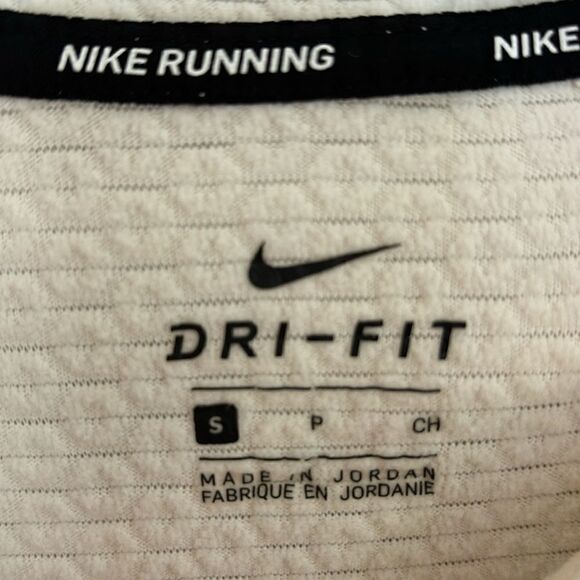 NIKE RUNNING NIKE
DRI-FIT
S P CH
MADE IN JORDAN
FABRIQUE EN JORDANIE